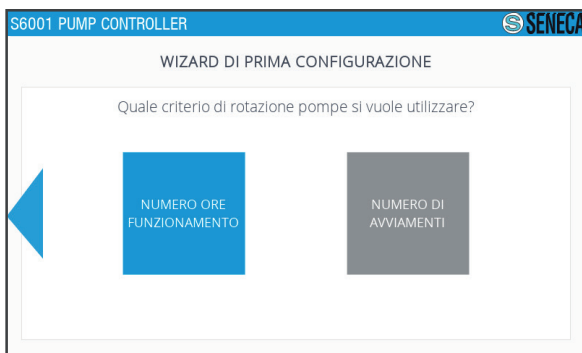 S6001 PUMP CONTROLLER
S SENECA
WIZARD DI PRIMA CONFIGURAZIONE
Quale criterio di rotazione pompe si vuole utilizzare?
NUMERO ORE
FUNZIONAMENTO
NUMERO DI
AVVIAMENTI